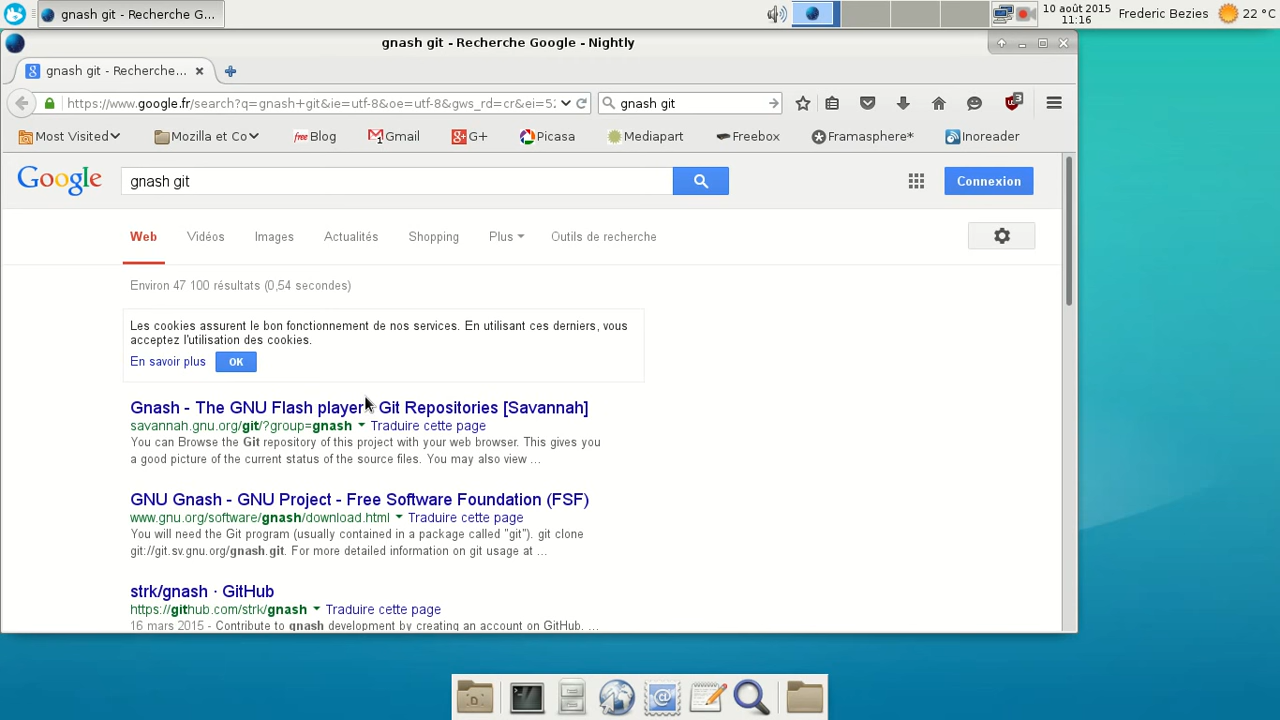 gnash git - Recherche G...
10 août 2015
11:16
Frederic Bezies
22 °C
gnash git - Recherche Google - Nightly
gnash git - Recherche...
https://www.google.fr/search?q=gnash+git&ie=utf-8&oe=utf-8&gws_rd=cr&ei=5
gnash git
3
Most Visited
Mozilla et Co
free Blog
Gmail
G+
Picasa
Mediapart
Freebox
Framasphere*
Inoreader
Google
gnash git
Connexion
Web
Vidéos
Images
Actualités
Shopping
Plus
Outils de recherche
Environ 47 100 résultats (0,54 secondes)
Les cookies assurent le bon fonctionnement de nos services. En utilisant ces derniers, vous
acceptez l'utilisation des cookies.
En savoir plus
OK
Gnash - The GNU Flash player - Git Repositories [Savannah]
savannah.gnu.org/git/?group=gnash
Traduire cette page
You can Browse the Git repository of this project with your web browser. This gives you
a good picture of the current status of the source files. You may also view ...
GNU Gnash - GNU Project - Free Software Foundation (FSF)
www.gnu.org/software/gnash/download.html
Traduire cette page
You will need the Git program (usually contained in a package called "git"). git clone
git://git.sv.gnu.org/gnash.git. For more detailed information on git usage at ...
strk/gnash · GitHub
https://github.com/strk/gnash
Traduire cette page
16 mars 2015 - Contribute to gnash development by creating an account on GitHub. ...